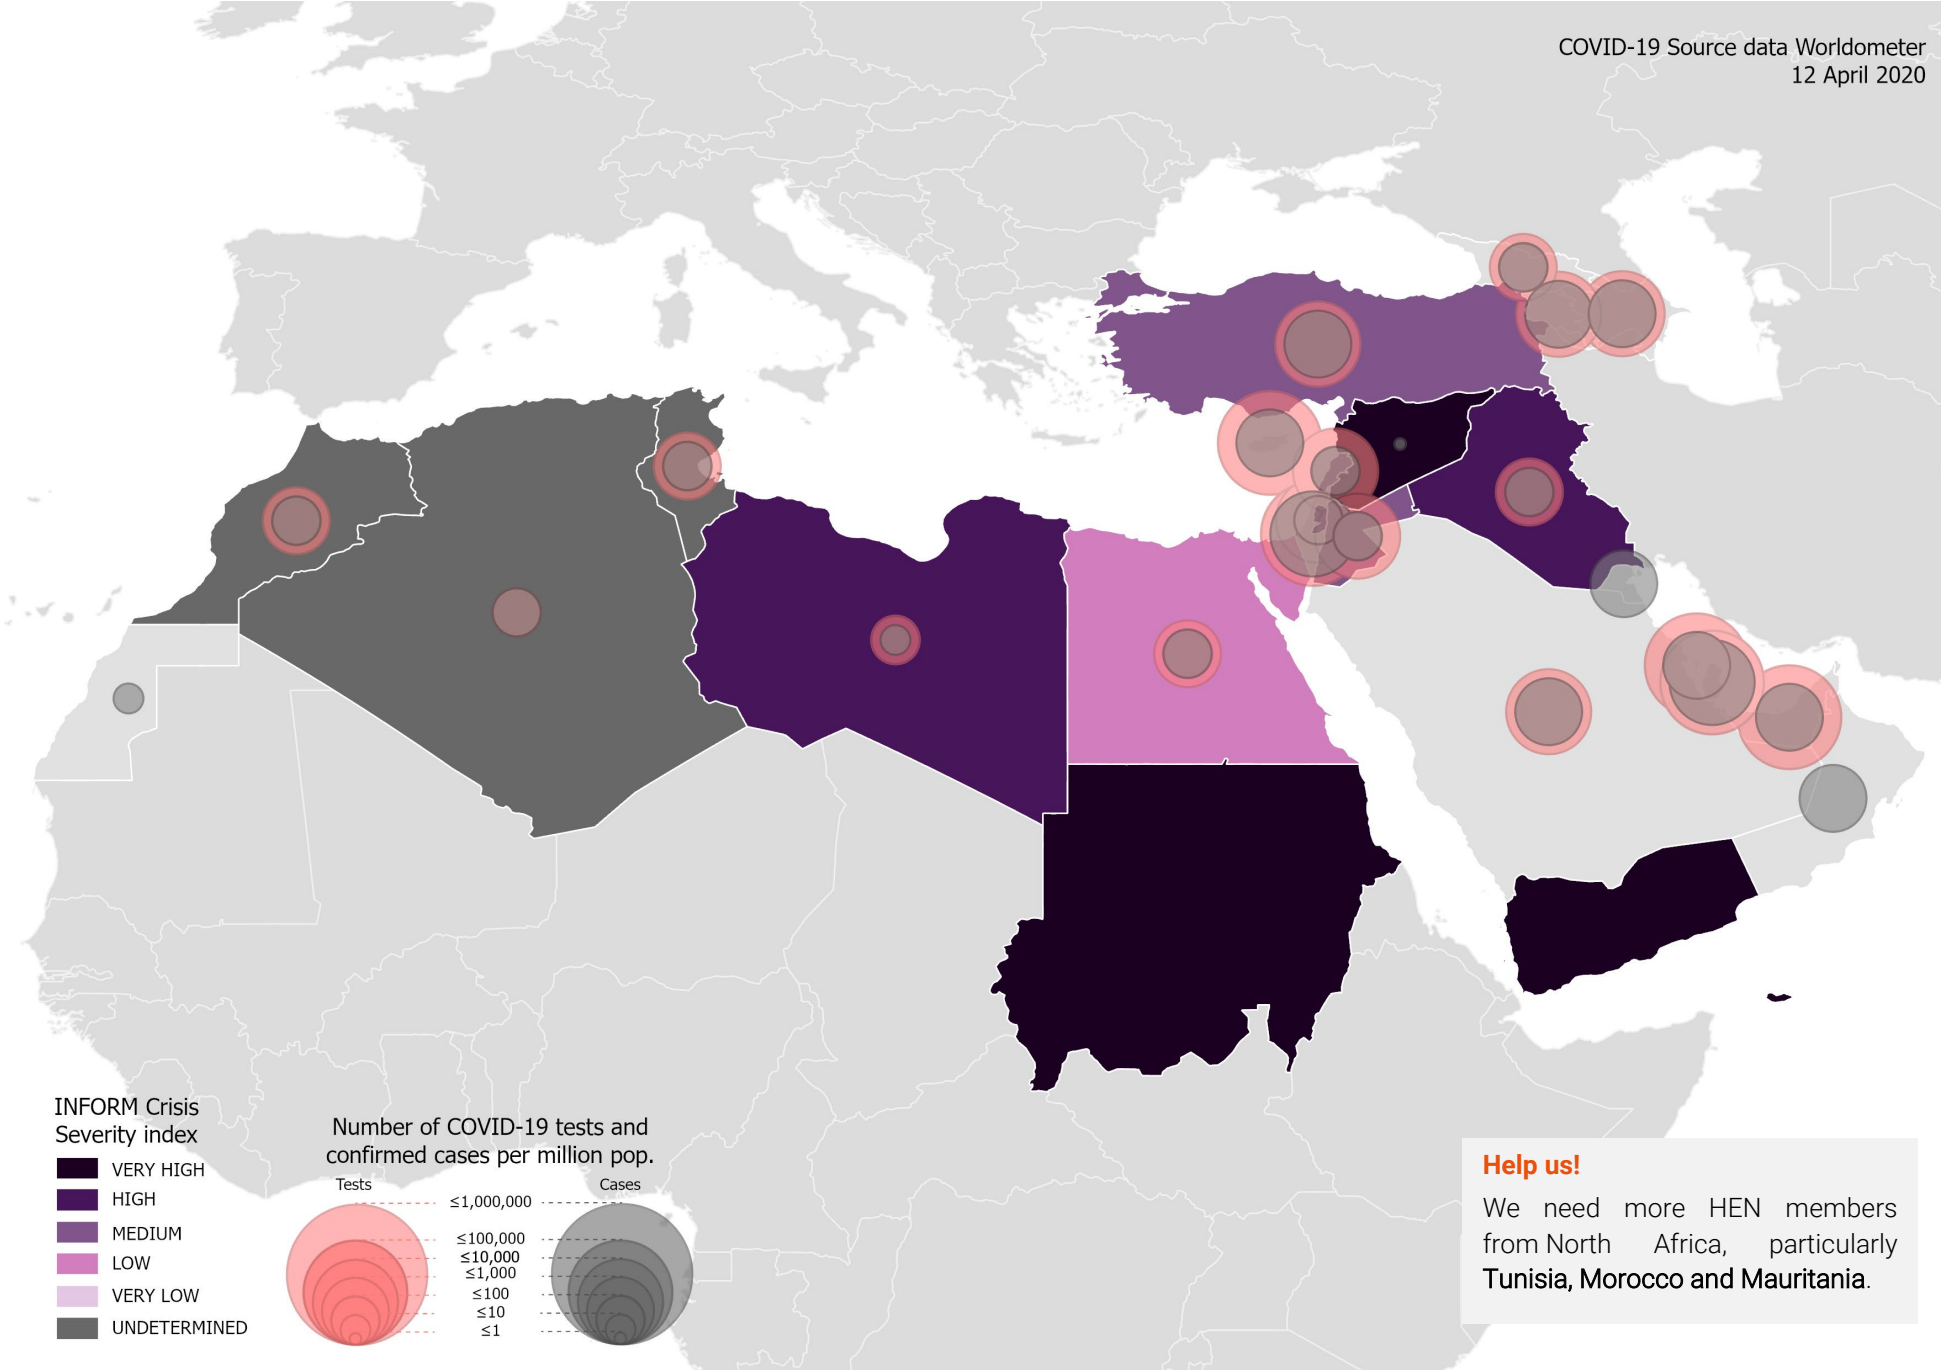 COVID-19 Source data Worldometer
12 April 2020
INFORM Crisis
Severity index
VERY HIGH
HIGH
MEDIUM
LOW
VERY LOW
UNDETERMINED
Number of COVID-19 tests and
confirmed cases per million pop.
Tests
Cases
≤1,000,000
≤100,000
≤10,000
≤1,000
≤100
≤10
≤1
Help us!
We need more HEN members
from North Africa, particularly
Tunisia, Morocco and Mauritania.